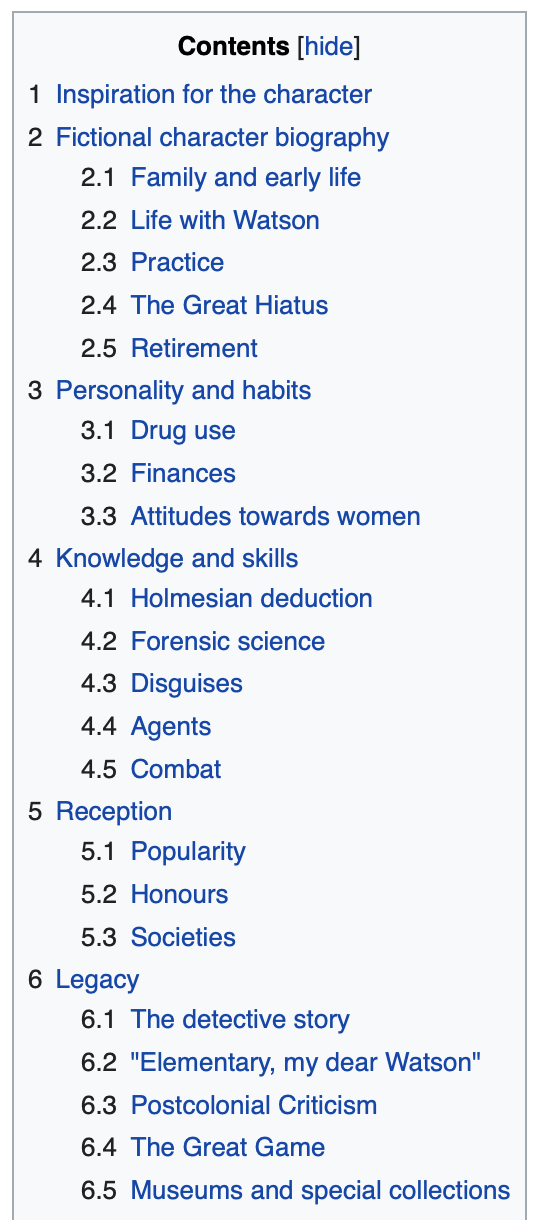 Contents [hide]
1 Inspiration for the character
2 Fictional character biography
2.1 Family and early life
2.2 Life with Watson
2.3 Practice
2.4 The Great Hiatus
2.5 Retirement
3 Personality and habits
3.1 Drug use
3.2 Finances
3.3 Attitudes towards women
4 Knowledge and skills
4.1 Holmesian deduction
4.2 Forensic science
4.3 Disguises
4.4 Agents
4.5 Combat
5 Reception
5.1 Popularity
5.2 Honours
5.3 Societies
6 Legacy
6.1 The detective story
6.2 "Elementary, my dear Watson"
6.3 Postcolonial Criticism
6.4 The Great Game
6.5 Museums and special collections